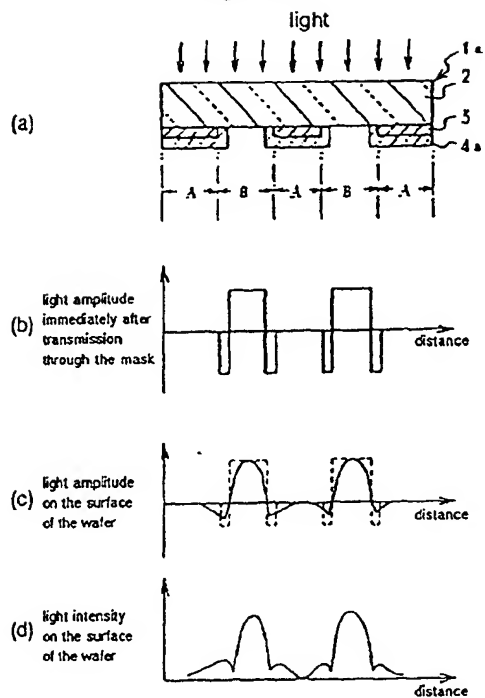 light
1a
2
3
4a
(a)
A B A B A
(b)
light amplitude
immediately after
transmission
through the mask
distance
(c)
light amplitude
on the surface
of the wafer
distance
(d)
light intensity
on the surface
of the wafer
distance